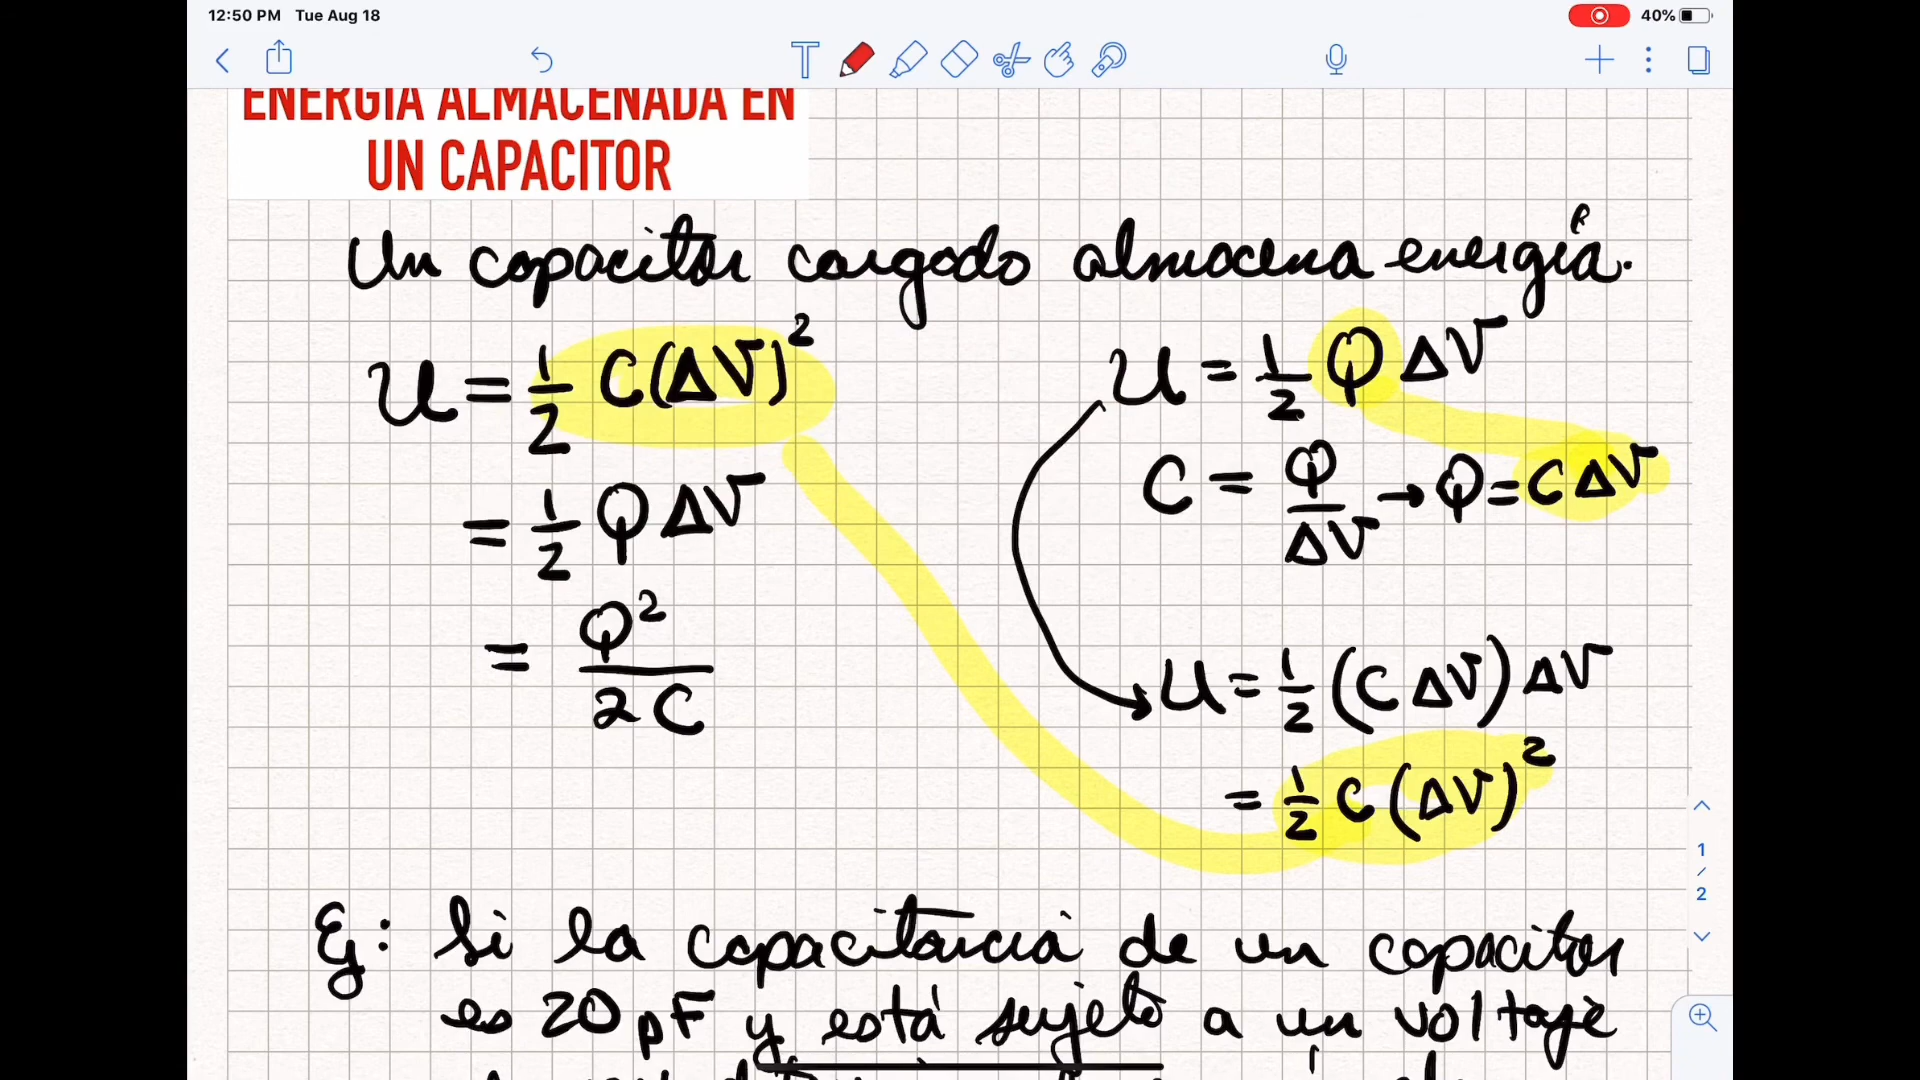 12:50 PM Tue Aug 18
40%
ENERGÍA ALMACENADA EN
UN CAPACITOR
Un capacitor cargado almacena energía.
U = 1/2 C(ΔV)²
= 1/2 Q ΔV
= Q²/2C
U = 1/2 Q ΔV
C = Q/ΔV → Q = CΔV
U = 1/2 (CΔV) ΔV
= 1/2 C(ΔV)²
Ej: Si la capacitancia de un capacitor
es 20 pF y está sujeto a un voltaje
1
/
2